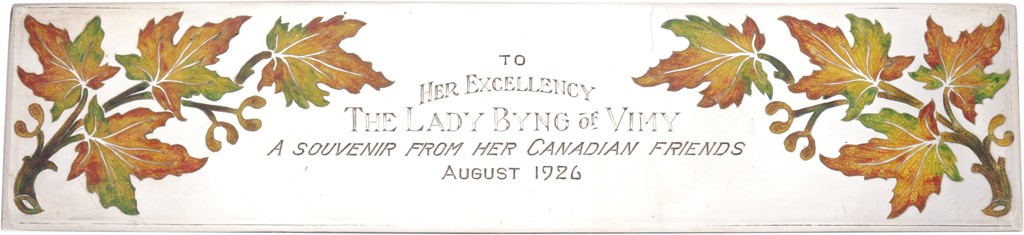 TO
HER EXCELLENCY
THE LADY BYNG OF VIMY
A SOUVENIR FROM HER CANADIAN FRIENDS
AUGUST 1926